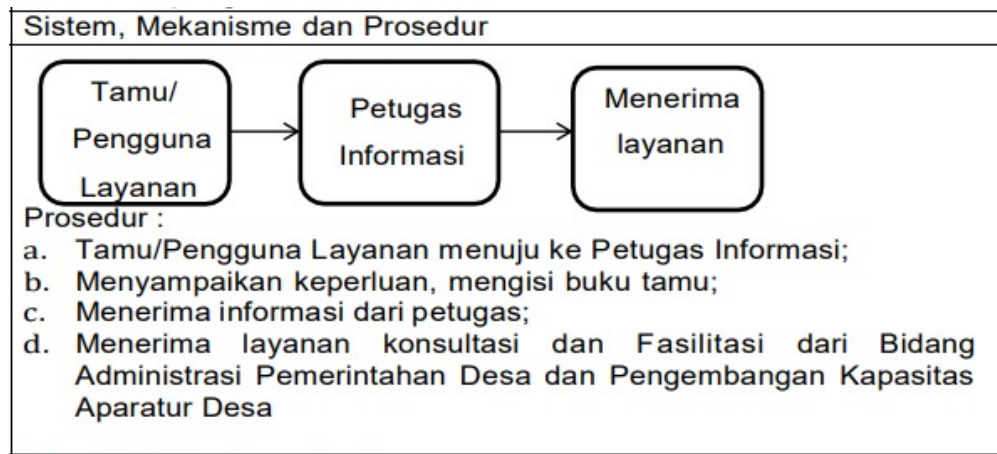 Sistem, Mekanisme dan Prosedur
Tamu/
Pengguna
Layanan
Petugas
Informasi
Menerima
layanan
Prosedur :
a. Tamu/Pengguna Layanan menuju ke Petugas Informasi;
b. Menyampaikan keperluan, mengisi buku tamu;
c. Menerima informasi dari petugas;
d. Menerima layanan konsultasi dan Fasilitasi dari Bidang
Administrasi Pemerintahan Desa dan Pengembangan Kapasitas
Aparatur Desa